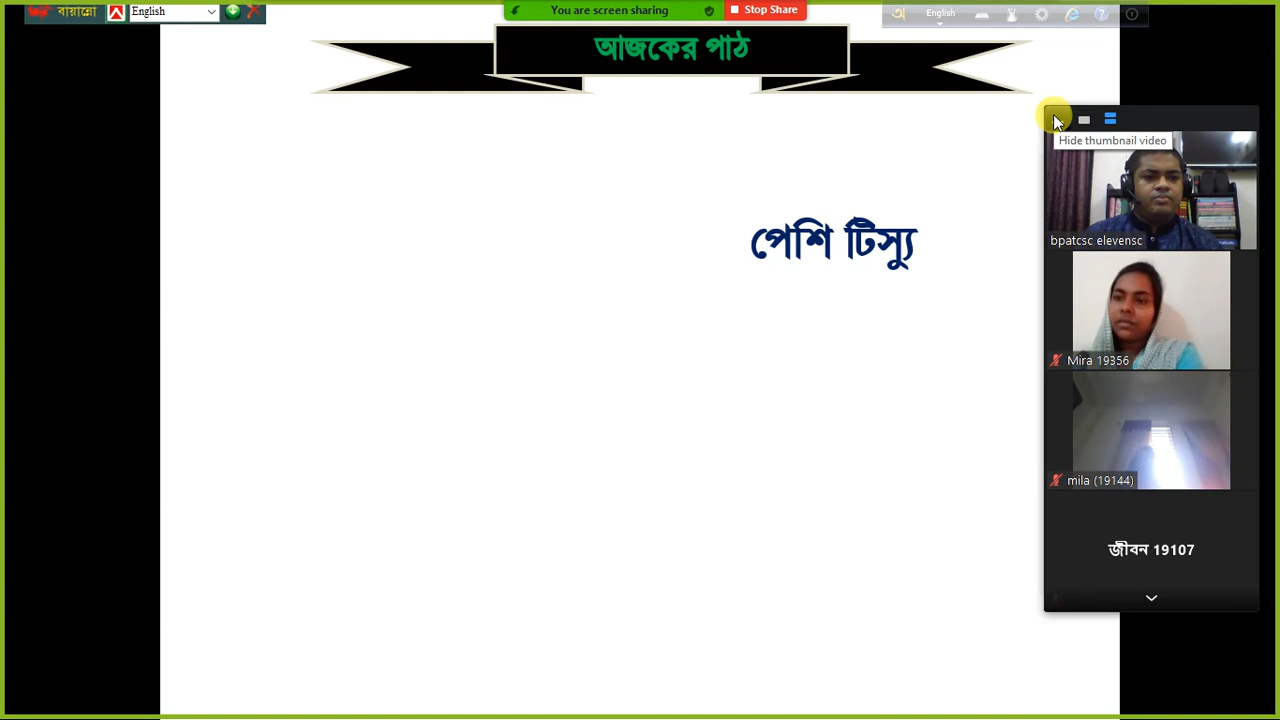 বায়ান্নো
English
You are screen sharing
Stop Share
অ
English
আজকের পাঠ
Hide thumbnail video
bpatcsc elevensc
পেশি টিস্যু
Mira 19356
mila (19144)
জীবন 19107